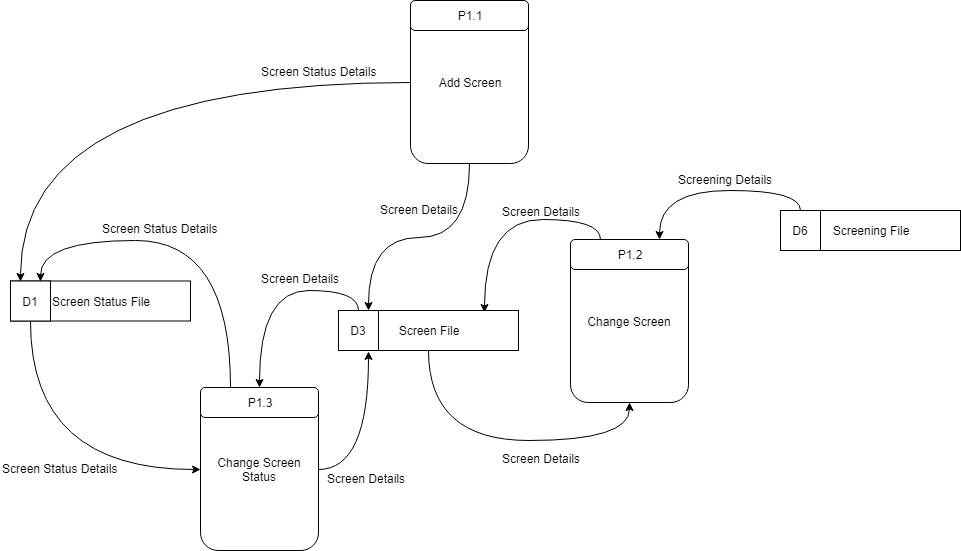 P1.1
Add Screen
Screen Status Details
Screening Details
Screen Details
Screen Details
D6
Screening File
Screen Status Details
P1.2
Screen Details
D1
Screen Status File
D3
Screen File
Change Screen
P1.3
Change Screen
Status
Screen Status Details
Screen Details
Screen Details